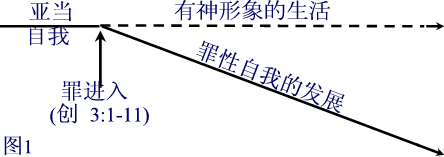 亚当
自我
有神形象的生活
罪性自我的发展
罪进入
(创 3:1-11)
图1